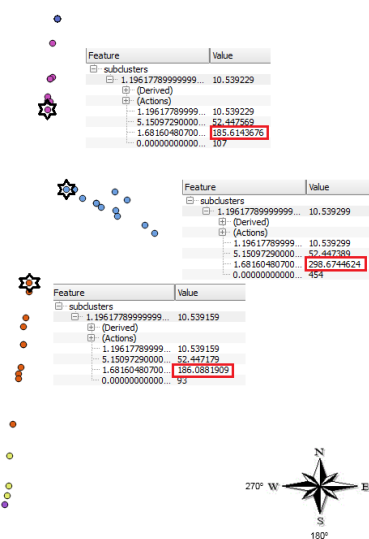 Feature Value
subclusters
1.19617789999999... 10.539229
(Derived)
(Actions)
1.19617789999... 10.539229
5.15097290000... 52.447569
1.68160480700... 185.6143676
0.00000000000... 107
Feature Value
subclusters
1.19617789999999... 10.539299
(Derived)
(Actions)
1.19617789999... 10.539299
5.15097290000... 52.447389
1.68160480700... 298.6744624
0.00000000000... 454
Feature Value
subclusters
1.19617789999999... 10.539159
(Derived)
(Actions)
1.19617789999... 10.539159
5.15097290000... 52.447179
1.68160480700... 186.0881909
0.00000000000... 93
N
270° W E
S
180°